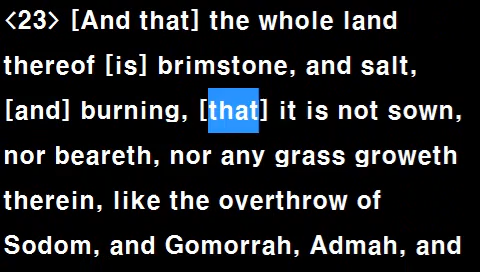 <23> [And that] the whole land
thereof [is] brimstone, and salt,
[and] burning, [that] it is not sown,
nor beareth, nor any grass groweth
therein, like the overthrow of
Sodom, and Gomorrah, Admah, and